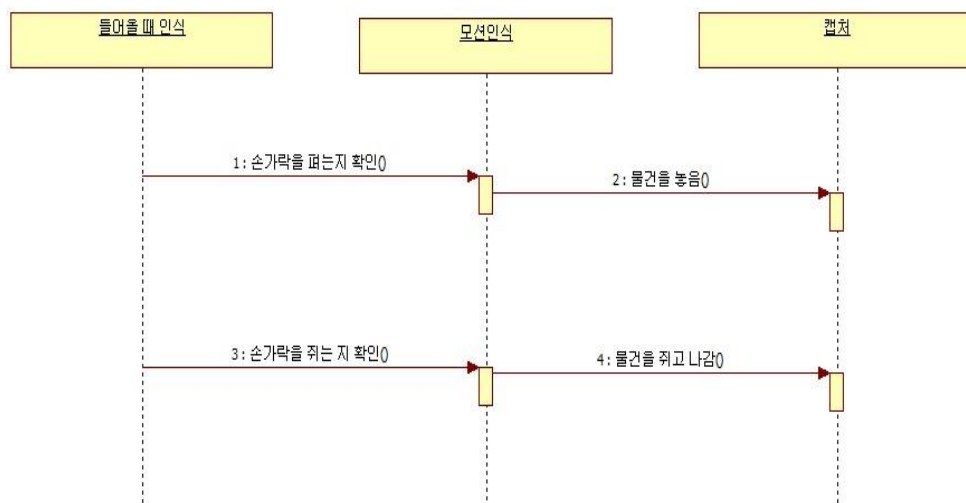 들어올 때 인식
모션인식
캡처
1 : 손가락을 펴는지 확인()
2 : 물건을 놓음()
3 : 손가락을 쥐는 지 확인()
4 : 물건을 쥐고 나감()